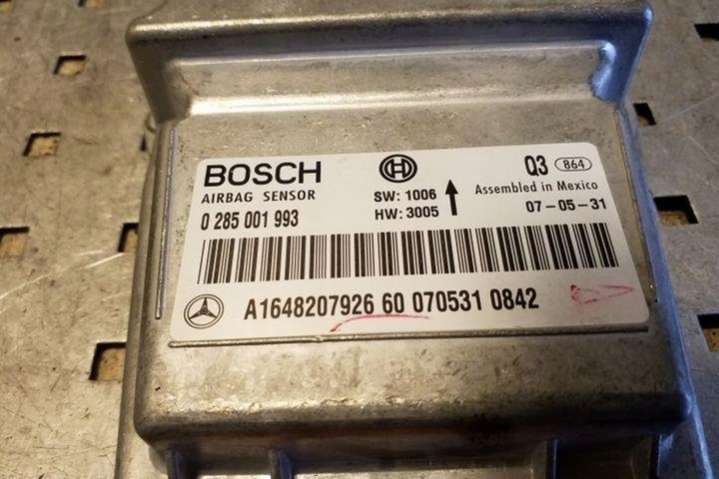 BOSCH
AIRBAG SENSOR
0 285 001 993
SW: 1006
HW: 3005
Q3 864
Assembled in Mexico
07-05-31
A1648207926 60 070531 0842